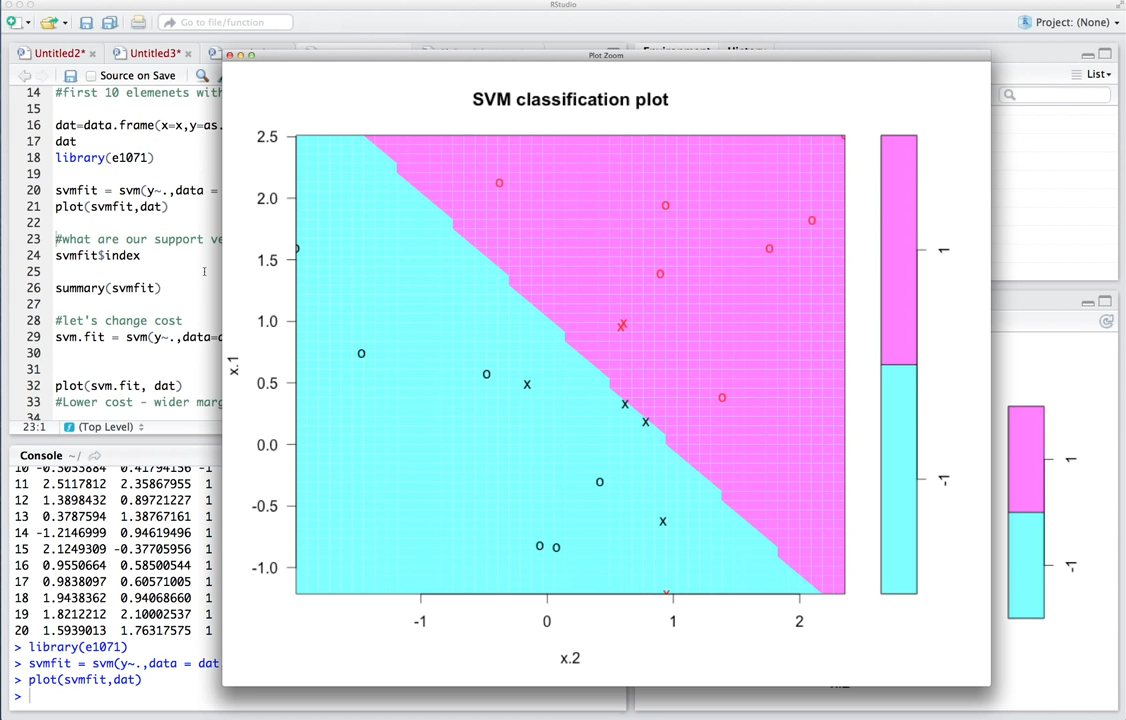 RStudio
Go to file/function
Project: (None)
Untitled2*
Untitled3*
Source on Save
List
14 #first 10 elemenets with
15
16 dat=data.frame(x=x,y=as.
17 dat
18 library(e1071)
19
20 svmfit = svm(y~.,data =
21 plot(svmfit,dat)
22
23 #what are our support ve
24 svmfit$index
25
26 summary(svmfit)
27
28 #let's change cost
29 svm.fit = svm(y~.,data=d
30
31
32 plot(svm.fit, dat)
33 #Lower cost - wider marg
34
23:1 (Top Level)
Console ~/
10 -0.3053884 0.41794156 -1
11 2.5117812 2.35867955 1
12 1.3898432 0.89721227 1
13 0.3787594 1.38767161 1
14 -1.2146999 0.94619496 1
15 2.1249309 -0.37705956 1
16 0.9550664 0.58500544 1
17 0.9838097 0.60571005 1
18 1.9438362 0.94068660 1
19 1.8212212 2.10002537 1
20 1.5939013 1.76317575 1
> library(e1071)
> svmfit = svm(y~.,data = dat
> plot(svmfit,dat)
>
Plot Zoom
SVM classification plot
2.5
2.0
1.5
1.0
0.5
0.0
-0.5
-1.0
x.1
-1 0 1 2
x.2
1
-1
1
-1